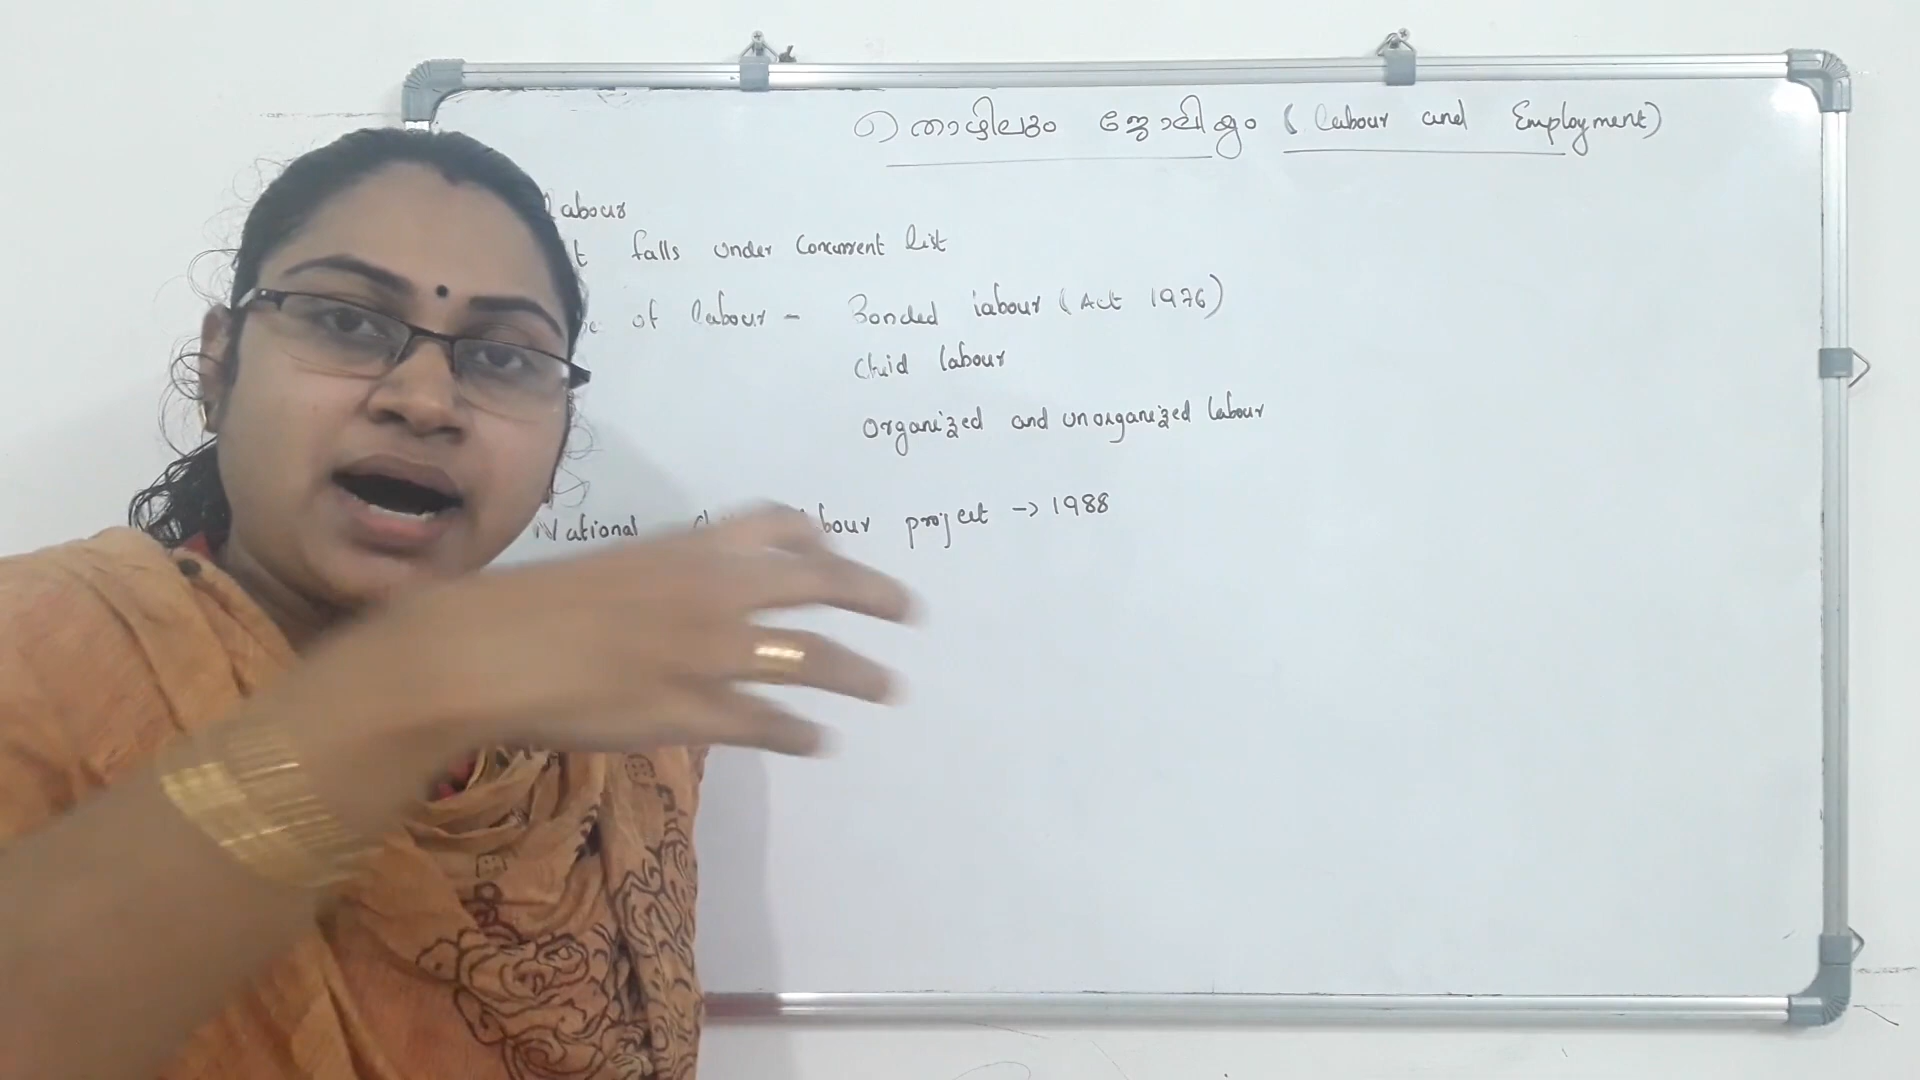 തൊഴിലും ജോലിയും (Labour and Employment)
Labour
falls under Concurrent list
of labour - Bonded labour (Act 1976)
Child labour
Organized and unorganized labour
National labour project -> 1988